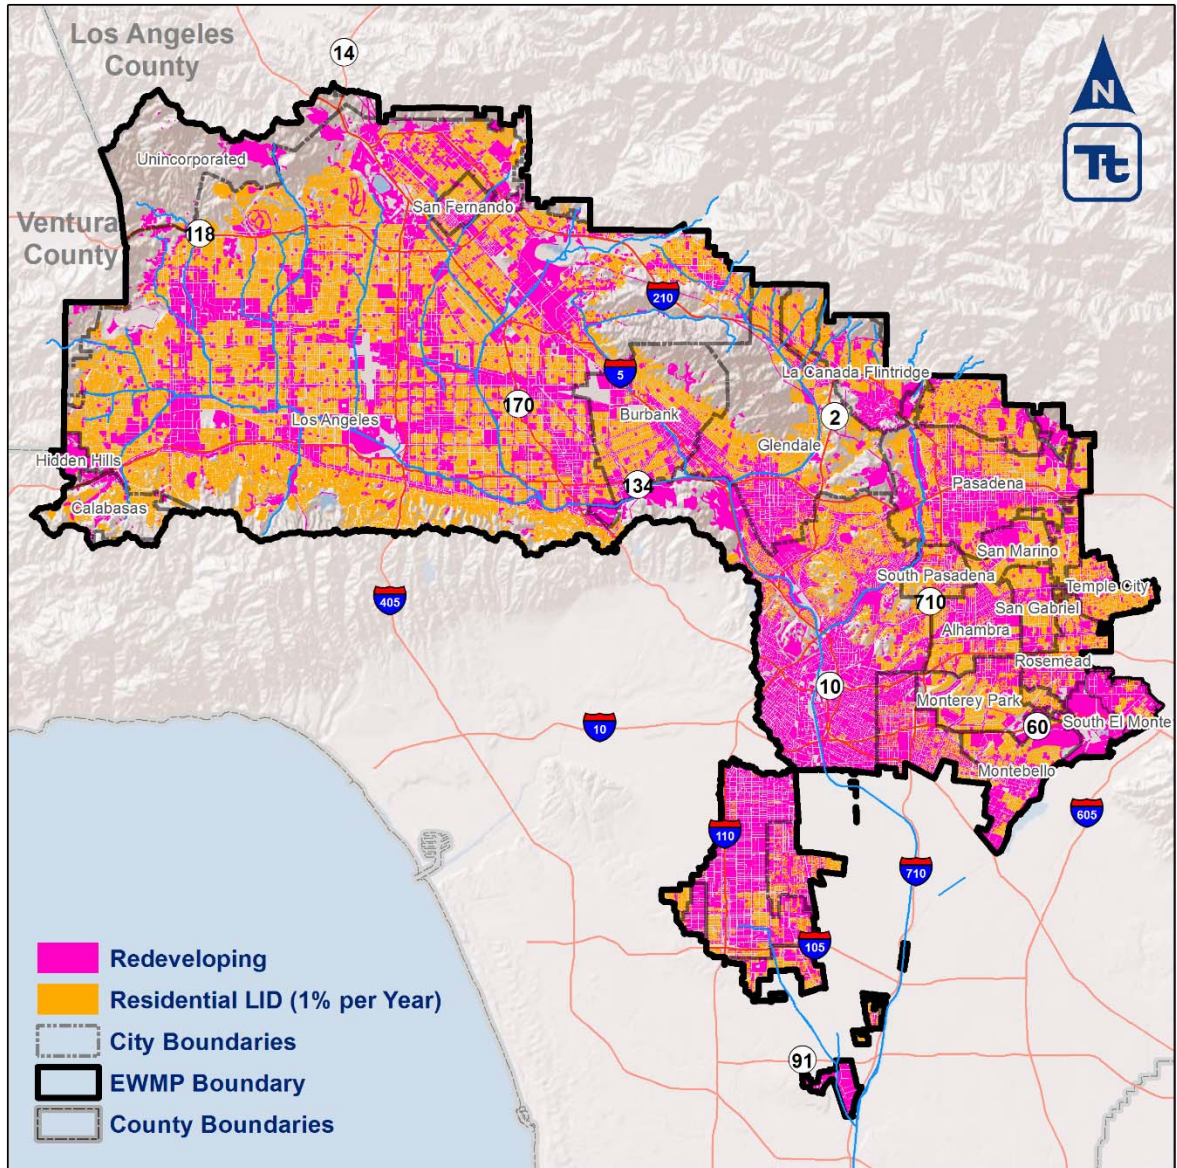 Los Angeles
County
14
N
Tt
Unincorporated
San Fernando
Ventura
County
118
210
5
La Canada Flintridge
170
2
Burbank
Los Angeles
Glendale
Hidden Hills
134
Pasadena
Calabasas
San Marino
South Pasadena
Temple City
405
710
San Gabriel
Alhambra
Rosemead
10
Monterey Park
10
60
South El Monte
Montebello
605
110
710
105
91
Redeveloping
Residential LID (1% per Year)
City Boundaries
EWMP Boundary
County Boundaries